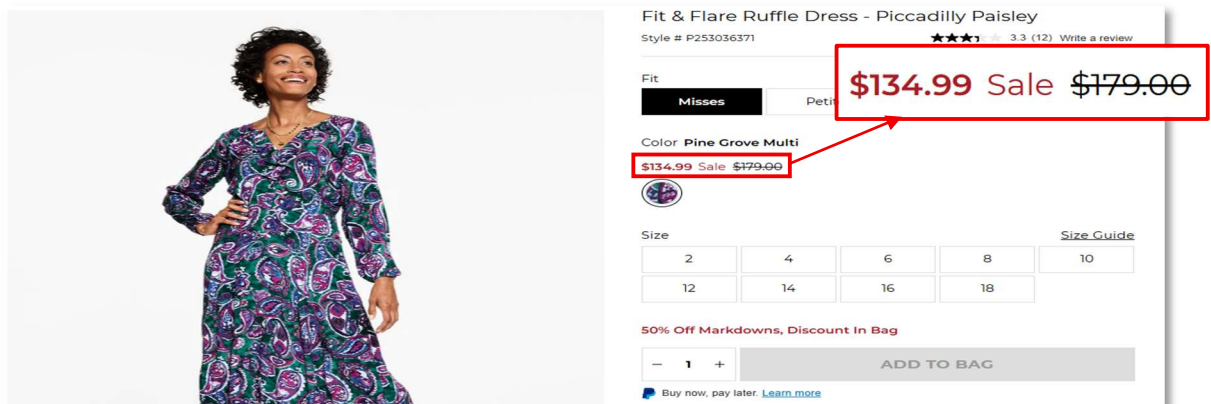 Fit & Flare Ruffle Dress - Piccadilly Paisley
Style # P253036371
3.3 (12) Write a review
$134.99 Sale $179.00
Fit
Misses Petit
Color Pine Grove Multi
$134.99 Sale $179.00
Size Size Guide
2 4 6 8 10
12 14 16 18
50% Off Markdowns, Discount In Bag
– 1 + ADD TO BAG
Buy now, pay later. Learn more